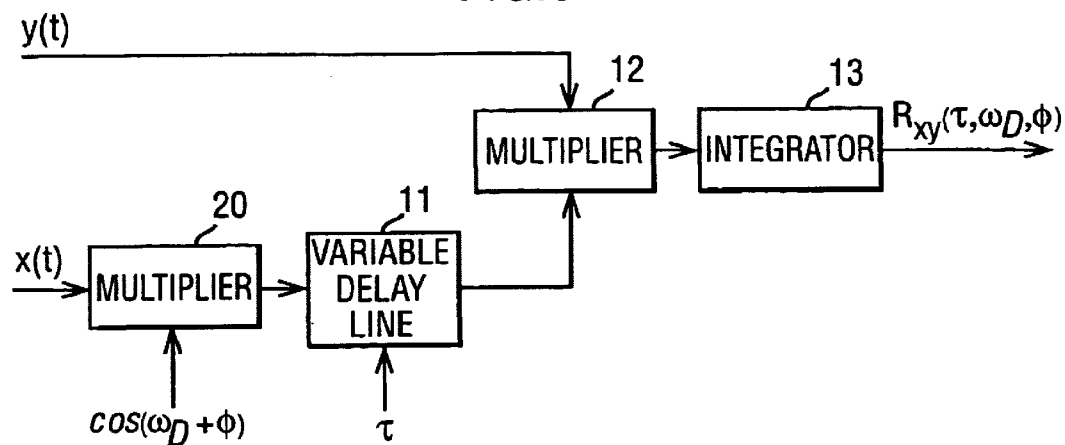 y(t)
12
MULTIPLIER
13
INTEGRATOR
R_xy(τ,ω_D,ϕ)
x(t)
20
MULTIPLIER
11
VARIABLE
DELAY
LINE
cos(ω_D+ϕ)
τ